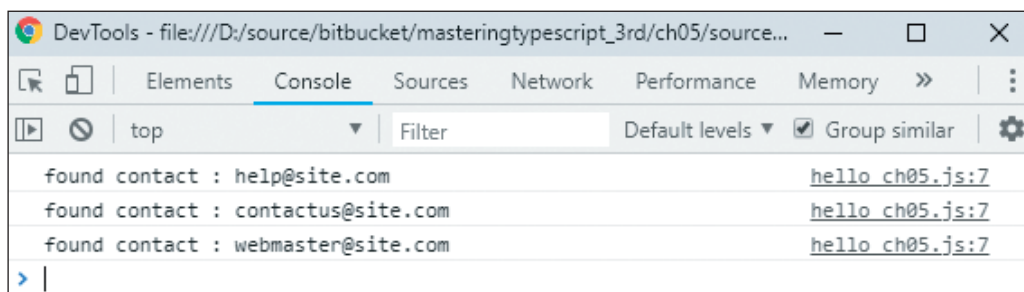 DevTools - file:///D:/source/bitbucket/masteringtypescript_3rd/ch05/source...
Elements Console Sources Network Performance Memory »
top Filter Default levels Group similar
found contact : help@site.com hello_ch05.js:7
found contact : contactus@site.com hello_ch05.js:7
found contact : webmaster@site.com hello_ch05.js:7
>